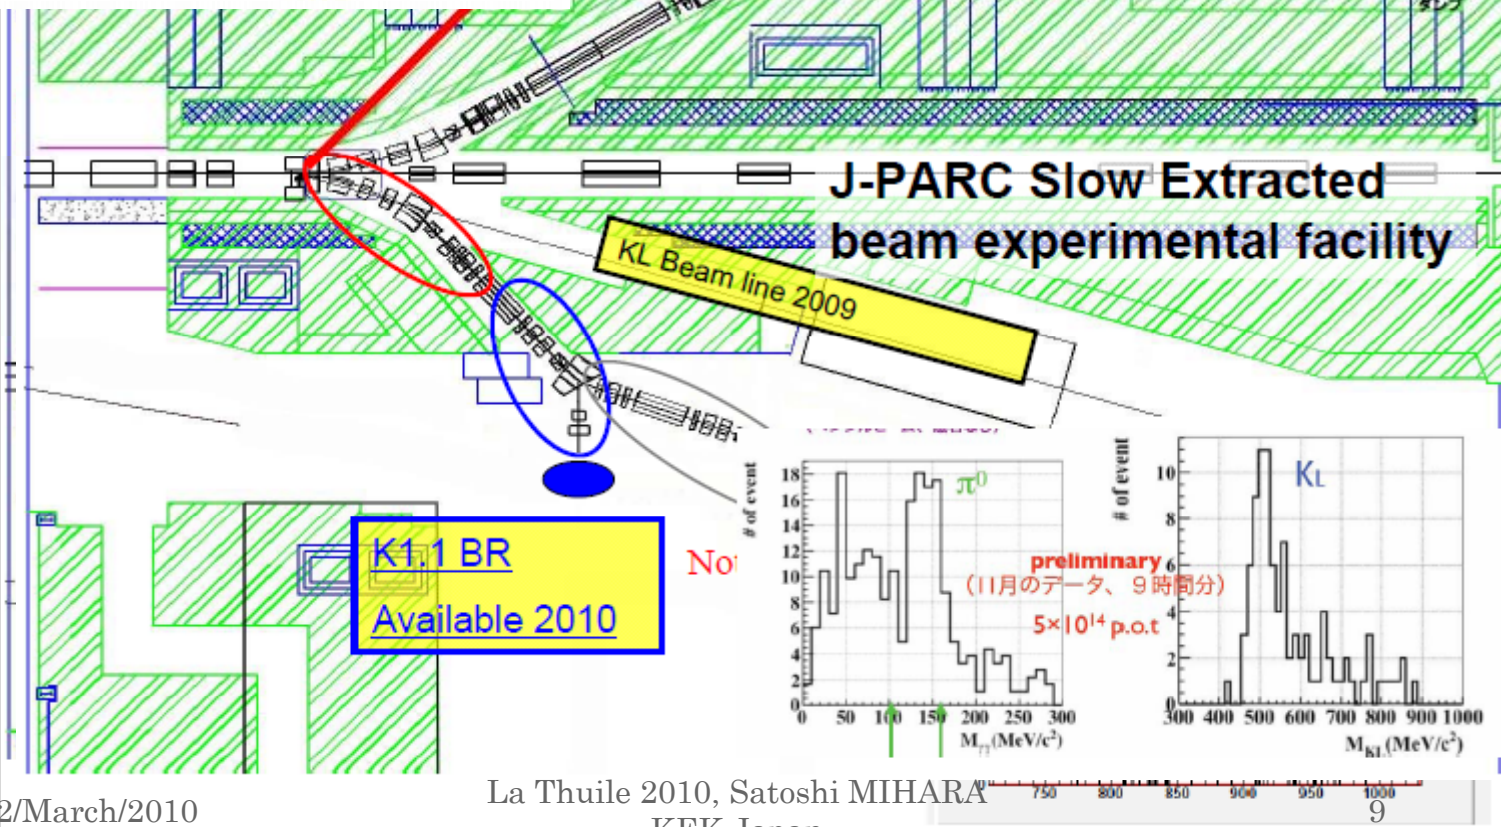 J-PARC Slow Extracted
beam experimental facility
KL Beam line 2009
K1.1 BR
Available 2010
# of event
18
16
14
12
10
8
6
4
2
0
π⁰
0 50 100 150 200 250 300
Mγγ(MeV/c²)
preliminary
(11月のデータ、９時間分)
5×10¹⁴ p.o.t
# of event
10
8
6
4
2
0
KL
300 400 500 600 700 800 900 1000
MKL(MeV/c²)
750 800 850 900 950 1000
2/March/2010
La Thuile 2010, Satoshi MIHARA
9